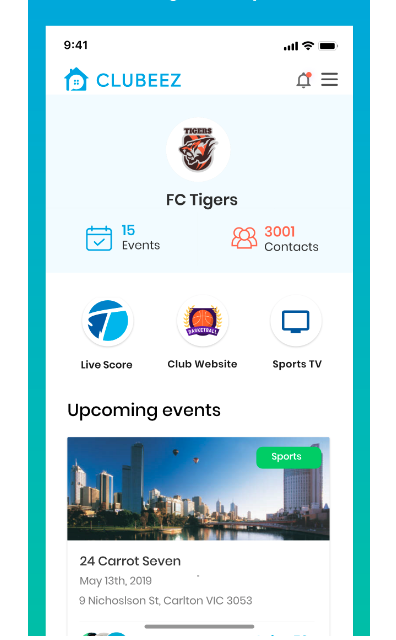 9:41
CLUBEEZ
TIGERS
FC Tigers
15
Events
3001
Contacts
BASKETBALL
Live Score
Club Website
Sports TV
Upcoming events
Sports
24 Carrot Seven
May 13th, 2019
9 Nicholson St, Carlton VIC 3053